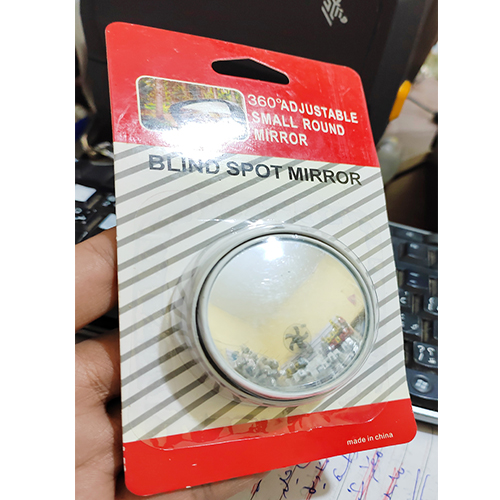 360°ADJUSTABLE
SMALL ROUND
MIRROR
BLIND SPOT MIRROR
made in china